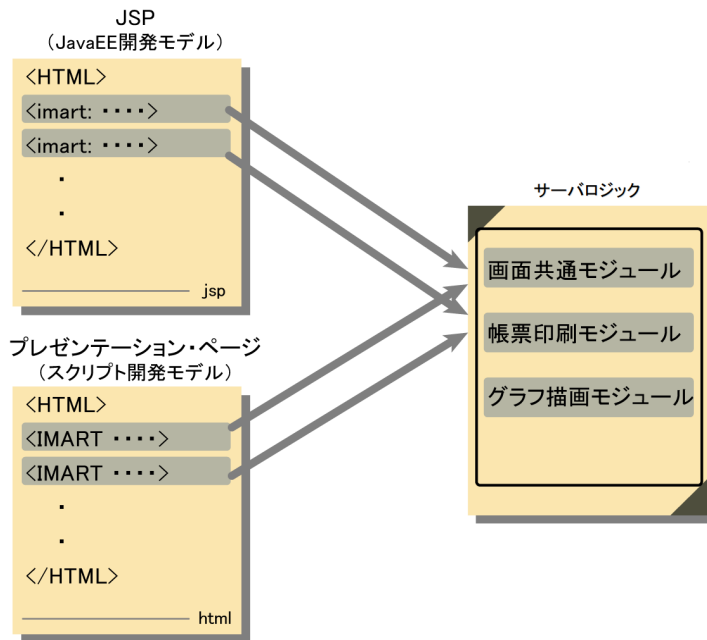 JSP
（JavaEE開発モデル）
<HTML>
<imart: ・・・・>
<imart: ・・・・>
・
・
</HTML>
jsp
プレゼンテーション・ページ
（スクリプト開発モデル）
<HTML>
<IMART ・・・・>
<IMART ・・・・>
・
・
</HTML>
html
サーバロジック
画面共通モジュール
帳票印刷モジュール
グラフ描画モジュール